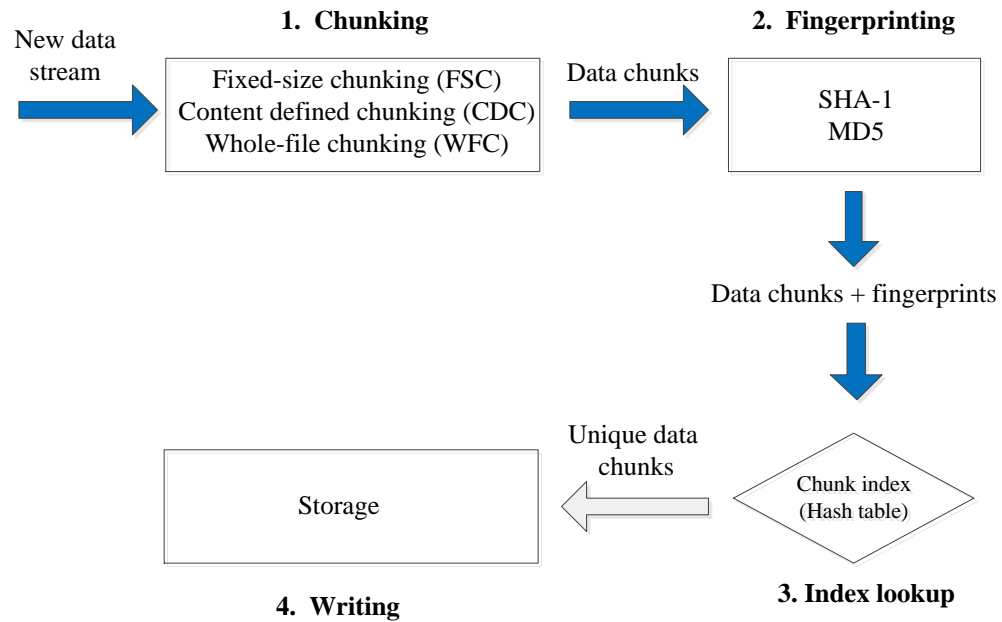 1. Chunking
2. Fingerprinting
New data
stream
Fixed-size chunking (FSC)
Content defined chunking (CDC)
Whole-file chunking (WFC)
Data chunks
SHA-1
MD5
Data chunks + fingerprints
Unique data
chunks
Chunk index
(Hash table)
Storage
3. Index lookup
4. Writing